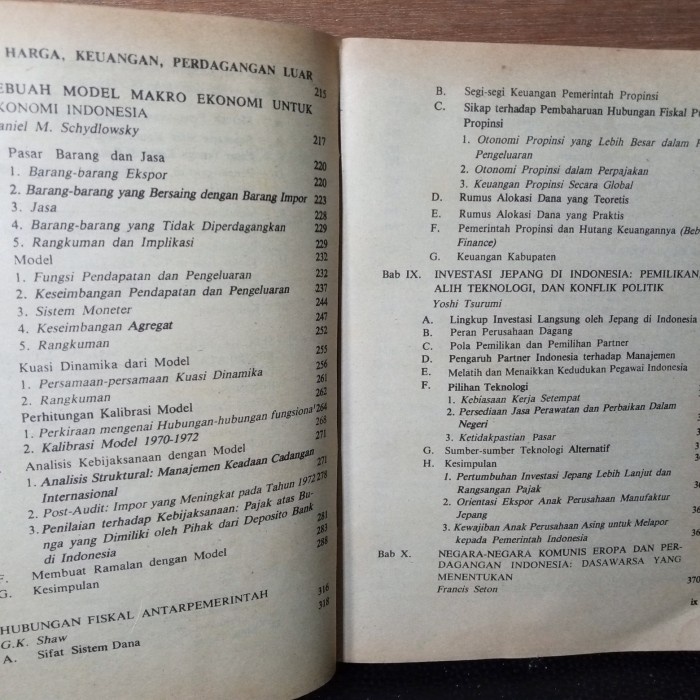 HARGA, KEUANGAN, PERDAGANGAN LUAR
215
EBUAH MODEL MAKRO EKONOMI UNTUK
KONOMI INDONESIA
aniel M. Schydlowsky
217
Pasar Barang dan Jasa
220
1. Barang-barang Ekspor
220
2. Barang-barang yang Bersaing dengan Barang Impor 223
3. Jasa
228
4. Barang-barang yang Tidak Diperdagangkan
229
5. Rangkuman dan Implikasi
229
Model
232
1. Fungsi Pendapatan dan Pengeluaran
232
2. Keseimbangan Pendapatan dan Pengeluaran
237
3. Sistem Moneter
244
4. Keseimbangan Agregat
247
5. Rangkuman
252
Kuasi Dinamika dari Model
255
1. Persamaan-persamaan Kuasi Dinamika
256
2. Rangkuman
261
Perhitungan Kalibrasi Model
262
1. Perkiraan mengenai Hubungan-hubungan fungsional 264
2. Kalibrasi Model 1970-1972
265
Analisis Kebijaksanaan dengan Model
271
1. Analisis Struktural: Manajemen Keadaan Cadangan
Internasional
271
2. Post-Audit: Impor yang Meningkat pada Tahun 1972 278
3. Penilaian terhadap Kebijaksanaan: Pajak atas Bu-
nga yang Dimiliki oleh Pihak dari Deposito Bank
di Indonesia
281
F. Membuat Ramalan dengan Model
283
G. Kesimpulan
288
HUBUNGAN FISKAL ANTARPEMERINTAH
316
G.K. Shaw
A. Sifat Sistem Dana
318
B. Segi-segi Keuangan Pemerintah Propinsi
C. Sikap terhadap Pembaharuan Hubungan Fiskal
Propinsi
1. Otonomi Propinsi yang Lebih Besar dalam
Pengeluaran
2. Otonomi Propinsi dalam Perpajakan
3. Keuangan Propinsi Secara Global
D. Rumus Alokasi Dana yang Teoretis
E. Rumus Alokasi Dana yang Praktis
F. Pemerintah Propinsi dan Hutang Keuangannya (Beb
Finance)
G. Keuangan Kabupaten
Bab IX. INVESTASI JEPANG DI INDONESIA: PEMILIKAN,
ALIH TEKNOLOGI, DAN KONFLIK POLITIK
Yoshi Tsurumi
A. Lingkup Investasi Langsung oleh Jepang di Indonesia
B. Peran Perusahaan Dagang
C. Pola Pemilikan dan Pemilihan Partner
D. Pengaruh Partner Indonesia terhadap Manajemen
E. Melatih dan Menaikkan Kedudukan Pegawai Indonesia
F. Pilihan Teknologi
1. Kebiasaan Kerja Setempat
2. Persediaan Jasa Perawatan dan Perbaikan Dalam
Negeri
3. Ketidakpastian Pasar
G. Sumber-sumber Teknologi Alternatif
H. Kesimpulan
1. Pertumbuhan Investasi Jepang Lebih Lanjut dan
Rangsangan Pajak
2. Orientasi Ekspor Anak Perusahaan Manufaktur
Jepang
3. Kewajiban Anak Perusahaan Asing untuk Melapor
kepada Pemerintah Indonesia
Bab X. NEGARA-NEGARA KOMUNIS EROPA DAN PER-
DAGANGAN INDONESIA: DASAWARSA YANG
MENENTUKAN
370
Francis Seton
ix